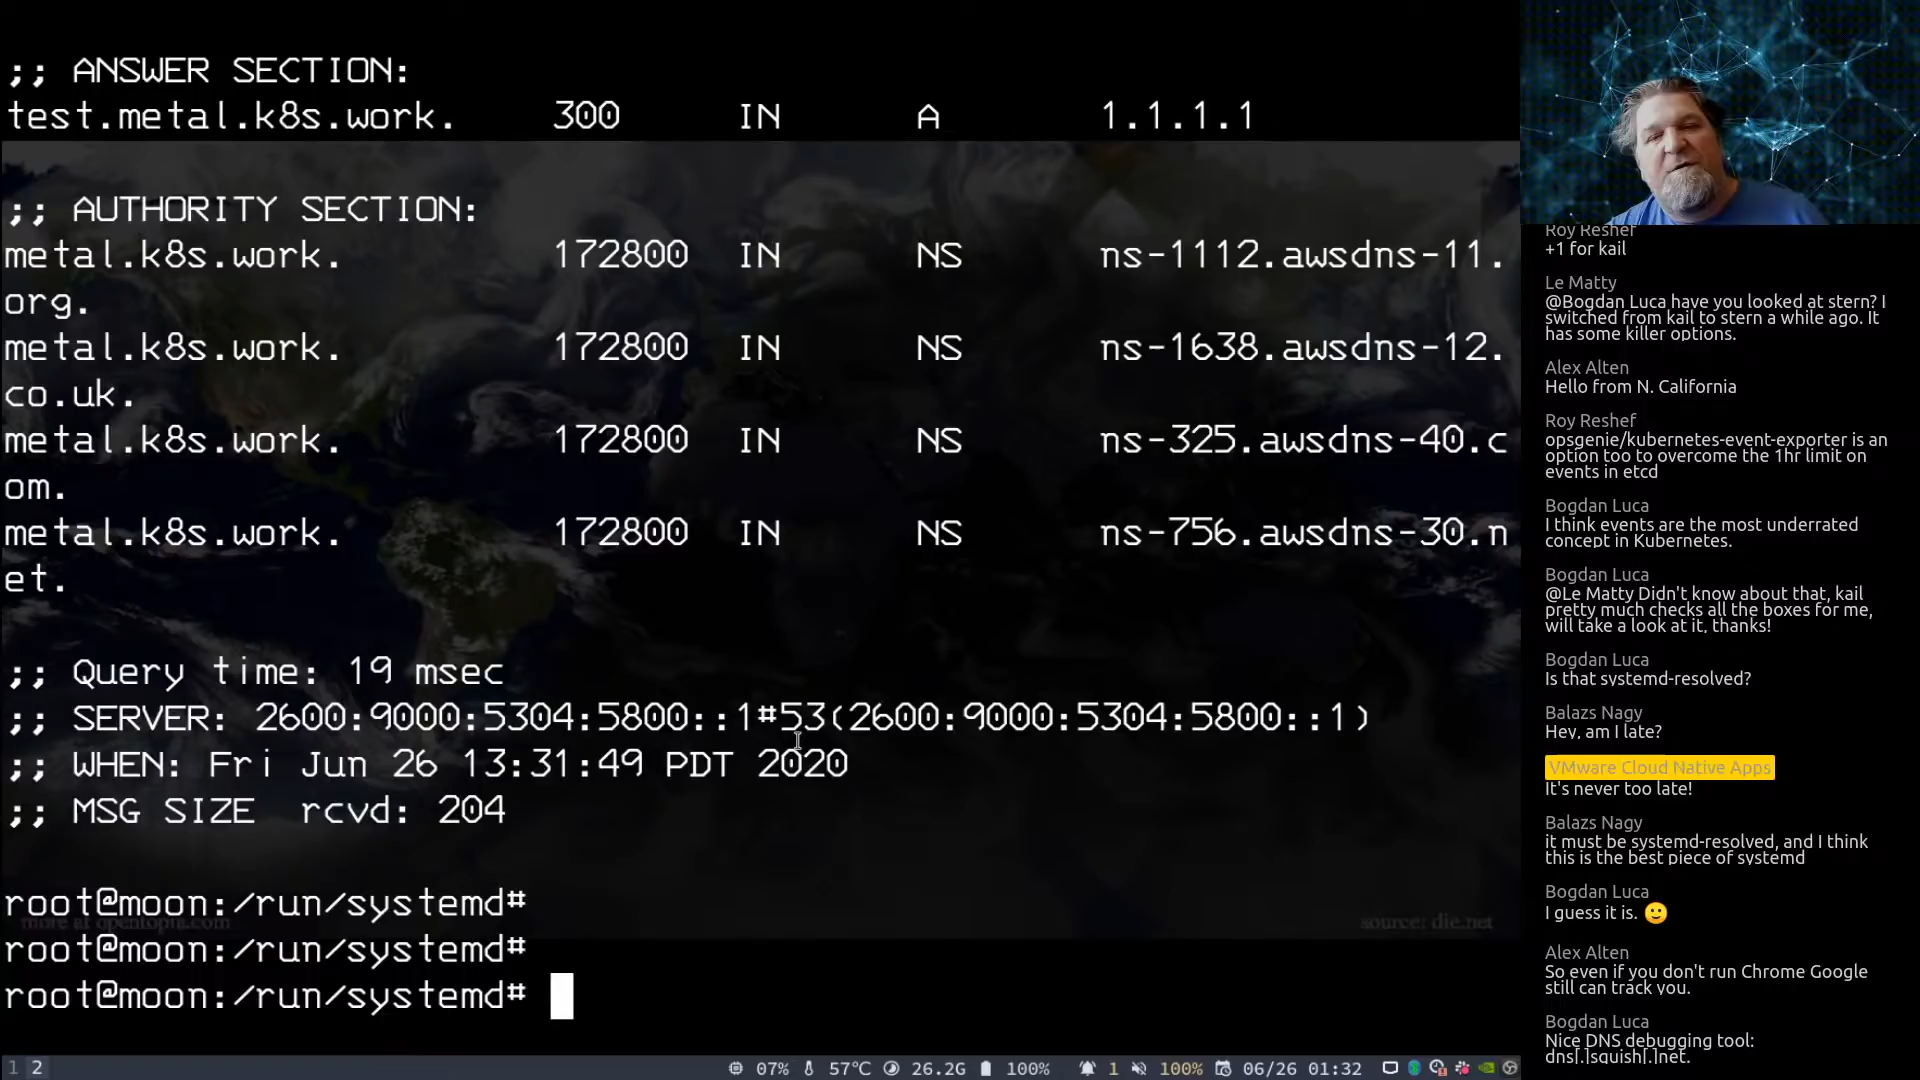 ;; ANSWER SECTION:
test.metal.k8s.work. 300 IN A 1.1.1.1
;; AUTHORITY SECTION:
metal.k8s.work. 172800 IN NS ns-1112.awsdns-11.
org.
metal.k8s.work. 172800 IN NS ns-1638.awsdns-12.
co.uk.
metal.k8s.work. 172800 IN NS ns-325.awsdns-40.c
om.
metal.k8s.work. 172800 IN NS ns-756.awsdns-30.n
et.
;; Query time: 19 msec
;; SERVER: 2600:9000:5304:5800::1#53(2600:9000:5304:5800::1)
;; WHEN: Fri Jun 26 13:31:49 PDT 2020
;; MSG SIZE rcvd: 204
root@moon:/run/systemd#
more at opentopia.com source: die.net
root@moon:/run/systemd#
root@moon:/run/systemd#
1 2 07% 57°C 26.2G 100% 1 100% 06/26 01:32
Roy Reshef
+1 for kail
Le Matty
@Bogdan Luca have you looked at stern? I
switched from kail to stern a while ago. It
has some killer options.
Alex Alten
Hello from N. California
Roy Reshef
opsgenie/kubernetes-event-exporter is an
option too to overcome the 1hr limit on
events in etcd
Bogdan Luca
I think events are the most underrated
concept in Kubernetes.
Bogdan Luca
@Le Matty Didn't know about that, kail
pretty much checks all the boxes for me,
will take a look at it, thanks!
Bogdan Luca
Is that systemd-resolved?
Balazs Nagy
Hey, am I late?
VMware Cloud Native Apps
It's never too late!
Balazs Nagy
it must be systemd-resolved, and I think
this is the best piece of systemd
Bogdan Luca
I guess it is. 🙂
Alex Alten
So even if you don't run Chrome Google
still can track you.
Bogdan Luca
Nice DNS debugging tool:
dns[.]squish[.]net.